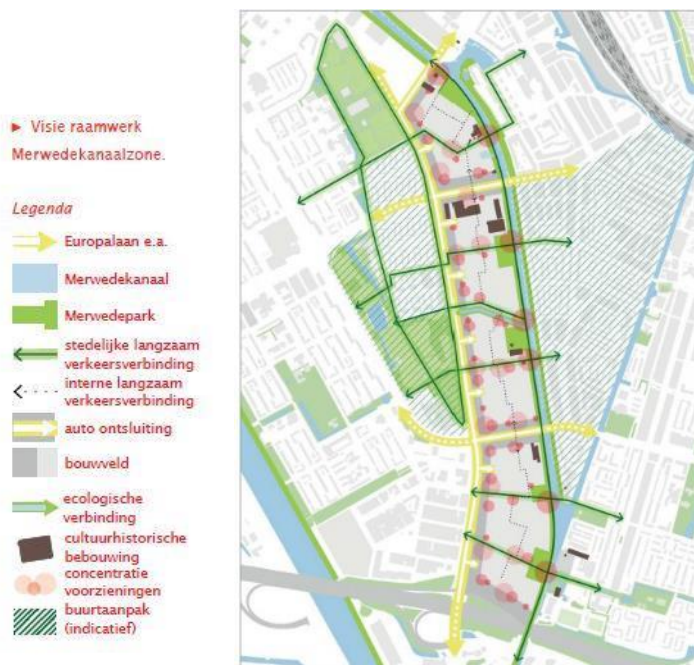 ► Visie raamwerk
Merwedekanaalzone.
Legenda
Europalaan e.a.
Merwedekanaal
Merwedepark
stedelijke langzaam
verkeersverbinding
interne langzaam
verkeersverbinding
auto ontsluiting
bouwveld
ecologische
verbinding
cultuurhistorische
bebouwing
concentratie
voorzieningen
buurtaanpak
(indicatief)